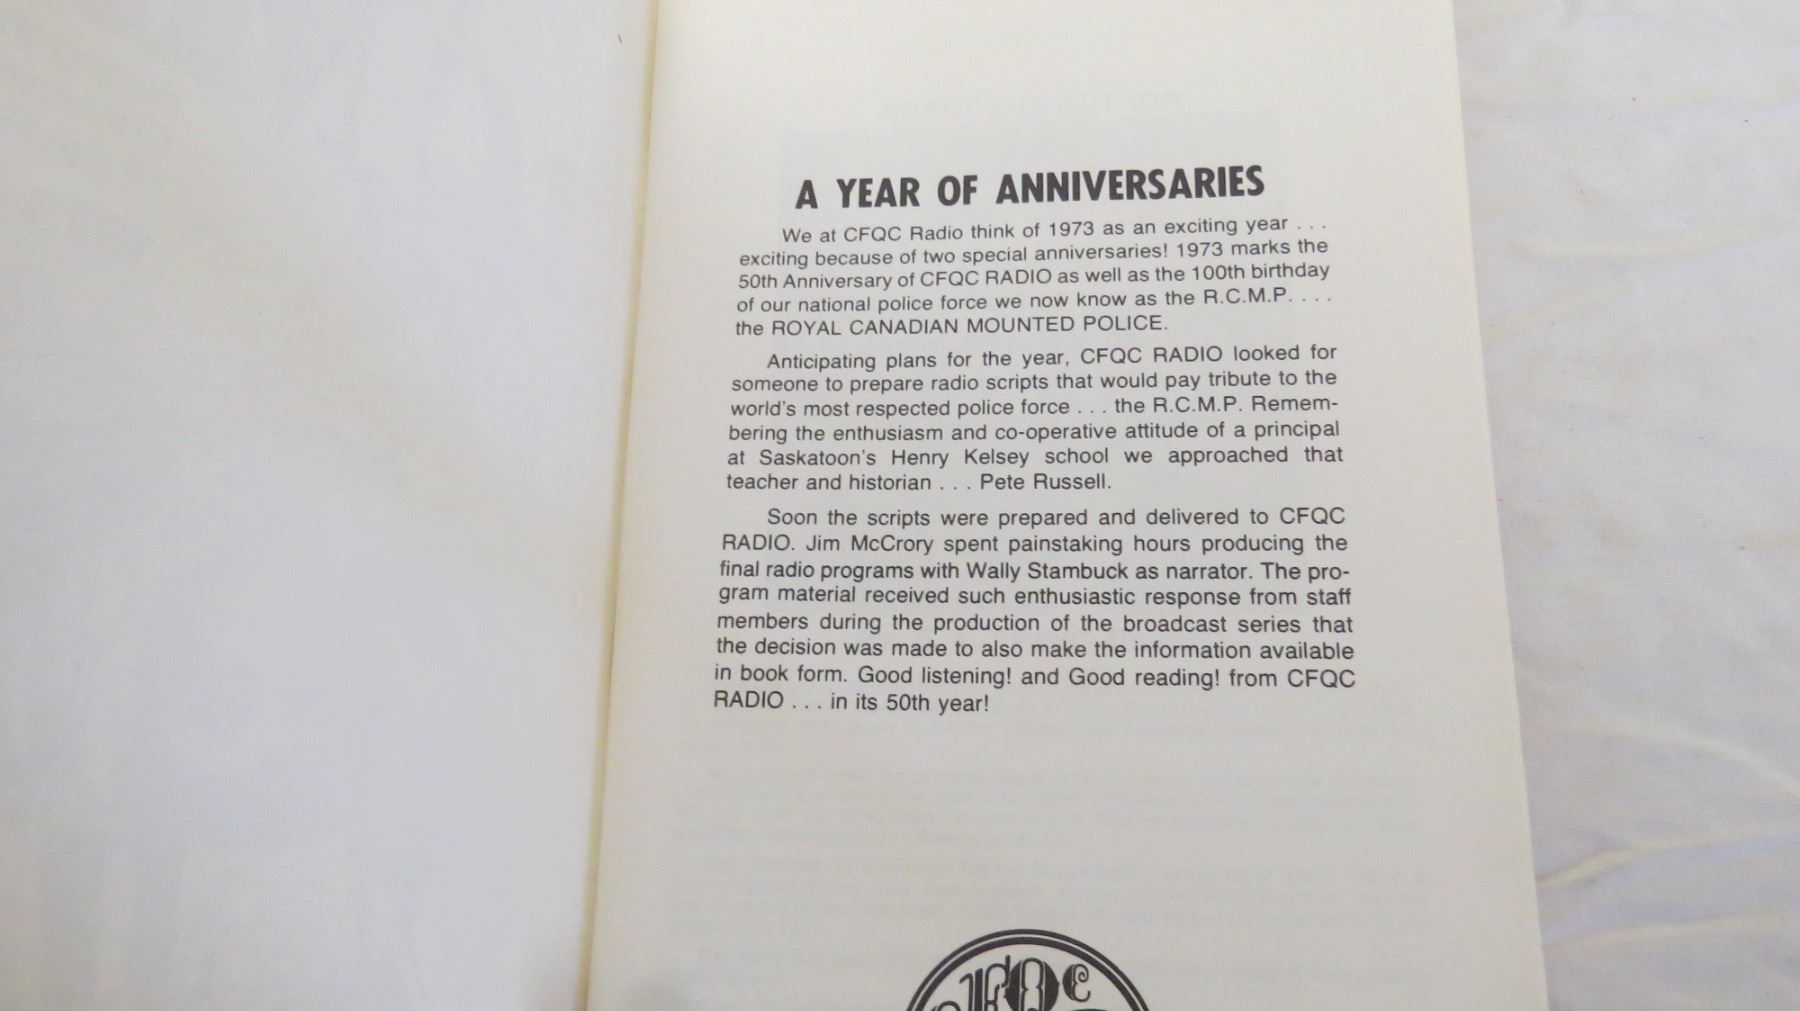 A YEAR OF ANNIVERSARIES
We at CFQC Radio think of 1973 as an exciting year . . .
exciting because of two special anniversaries! 1973 marks the
50th Anniversary of CFQC RADIO as well as the 100th birthday
of our national police force we now know as the R.C.M.P. . . .
the ROYAL CANADIAN MOUNTED POLICE.
Anticipating plans for the year, CFQC RADIO looked for
someone to prepare radio scripts that would pay tribute to the
world's most respected police force . . . the R.C.M.P. Remem-
bering the enthusiasm and co-operative attitude of a principal
at Saskatoon's Henry Kelsey school we approached that
teacher and historian . . . Pete Russell.
Soon the scripts were prepared and delivered to CFQC
RADIO. Jim McCrory spent painstaking hours producing the
final radio programs with Wally Stambuck as narrator. The pro-
gram material received such enthusiastic response from staff
members during the production of the broadcast series that
the decision was made to also make the information available
in book form. Good listening! and Good reading! from CFQC
RADIO . . . in its 50th year!